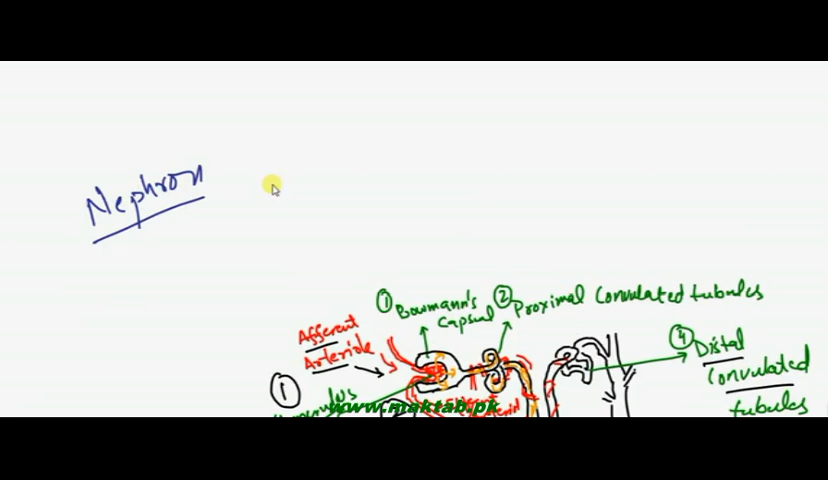 Nephron
① Bowmann's
Capsul
② Proximal Convulated tubules
Afferent
Arteriole
④ Distal
Convulated
tubules
①
www.maktab.pk